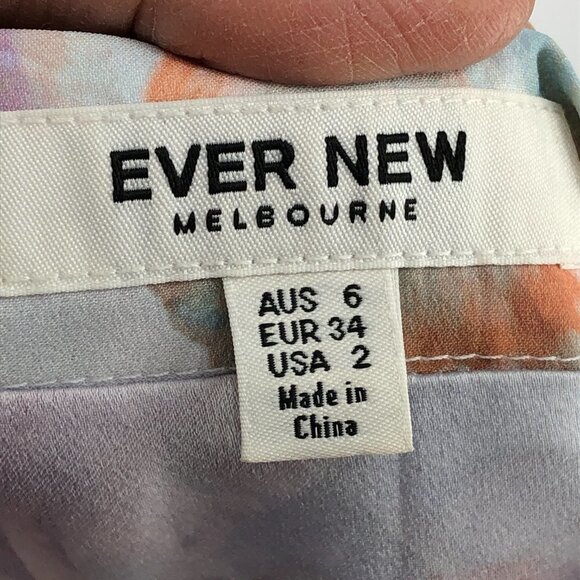 EVER NEW
MELBOURNE
AUS 6
EUR 34
USA 2
Made in
China